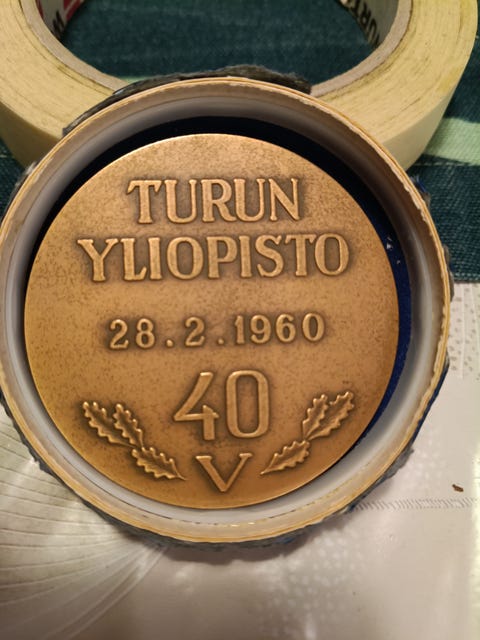 TURUN
YLIOPISTO
28.2.1960
40
V